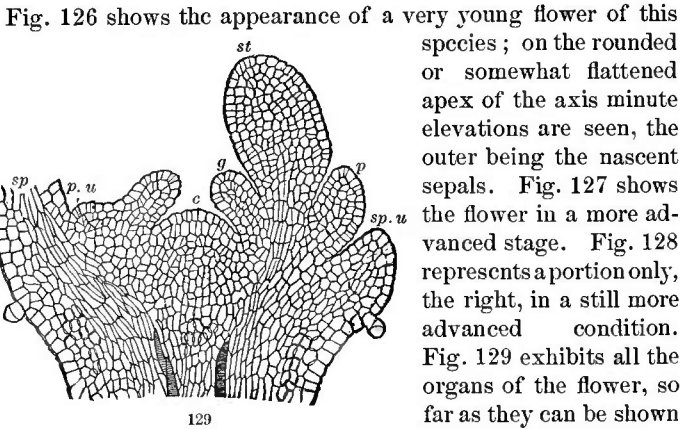 Fig. 126 shows thc appearance of a very young flower of this
spccies ; on the rounded
or somewhat flattened
apex of the axis minute
elevations are seen, the
outer being the nascent
sepals. Fig. 127 shows
the flower in a more ad-
vanced stage. Fig. 128
represcnts a portion only,
the right, in a still more
advanced condition.
Fig. 129 exhibits all the
organs of the flower, so
far as they can be shown
st
sp
p. u
c
g
p
sp. u
129